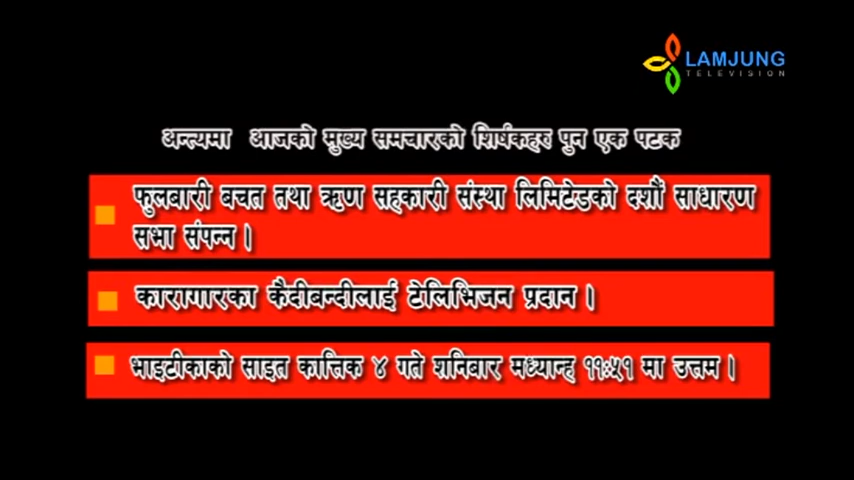 LAMJUNG
TELEVISION
अन्त्यमा आजको मुख्य समचारको शिर्षकहरु पुन एक पटक
फुलबारी बचत तथा ऋण सहकारी संस्था लिमिटेडको दशौं साधारण
सभा संपन्न ।
कारागारका कैदीबन्दीलाई टेलिभिजन प्रदान ।
भाइटीकाको साइत कात्तिक ४ गते शनिबार मध्यान्ह ११:५१ मा उत्तम ।